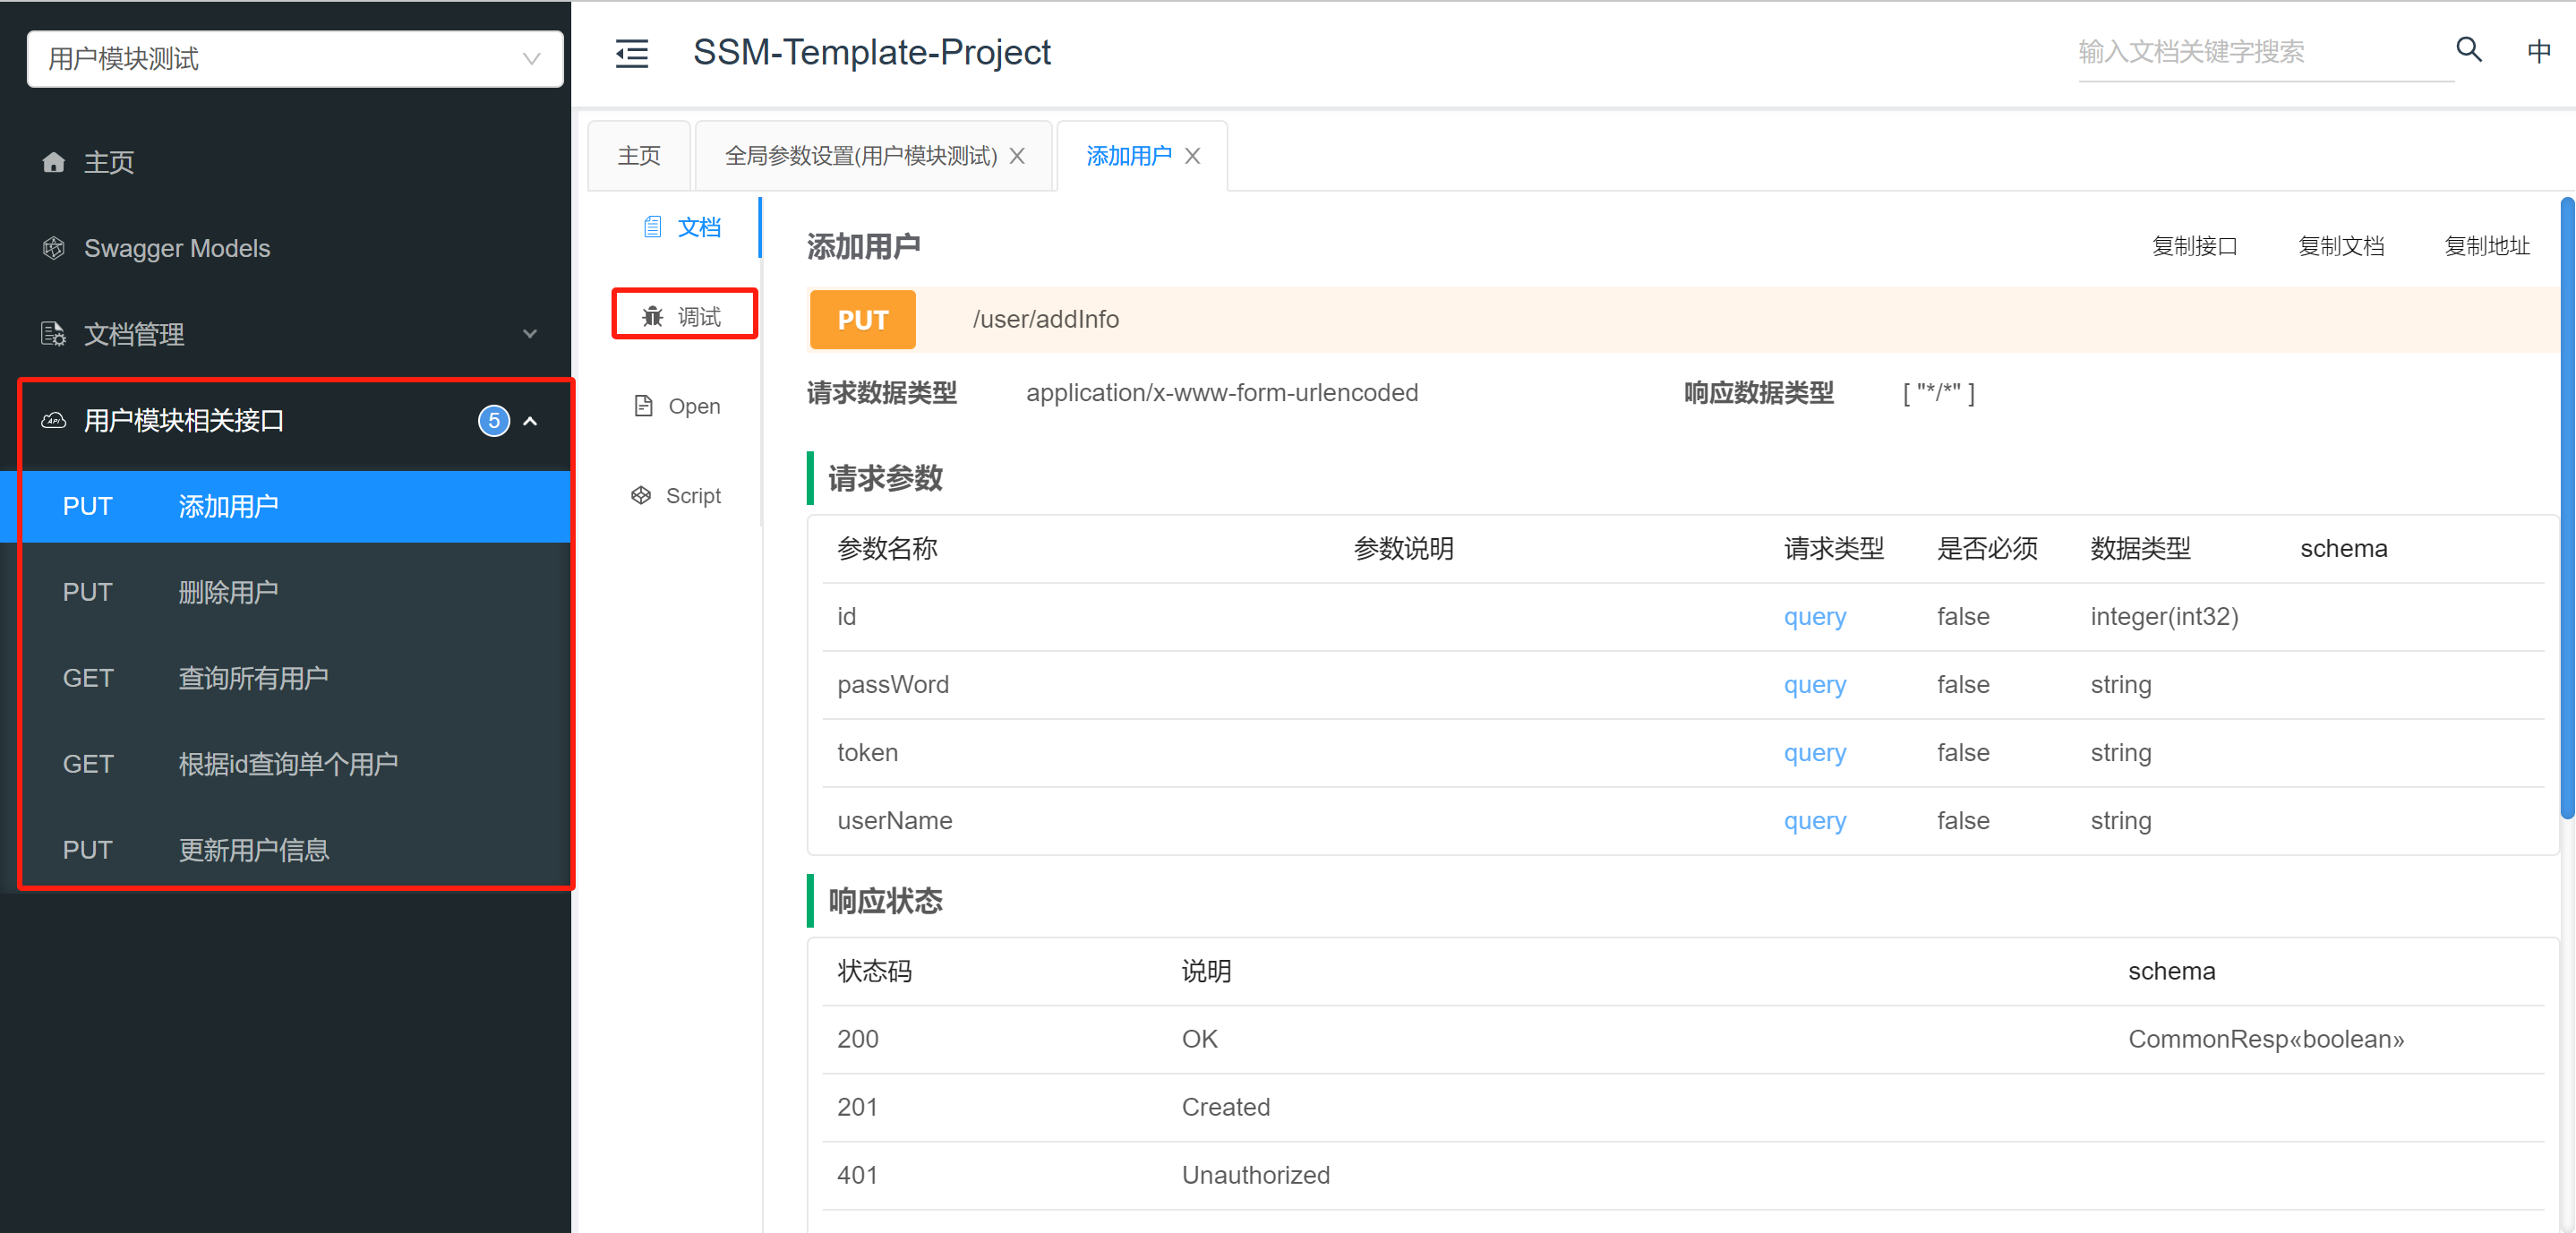 用户模块测试
主页
Swagger Models
文档管理
用户模块相关接口 5
PUT 添加用户
PUT 删除用户
GET 查询所有用户
GET 根据id查询单个用户
PUT 更新用户信息
SSM-Template-Project
输入文档关键字搜索
中
主页 全局参数设置(用户模块测试) 添加用户
文档
调试
Open
Script
添加用户 复制接口 复制文档 复制地址
PUT /user/addInfo
请求数据类型 application/x-www-form-urlencoded 响应数据类型 [ "*/*" ]
请求参数
参数名称 参数说明 请求类型 是否必须 数据类型 schema
id query false integer(int32)
passWord query false string
token query false string
userName query false string
响应状态
状态码 说明 schema
200 OK CommonResp«boolean»
201 Created
401 Unauthorized